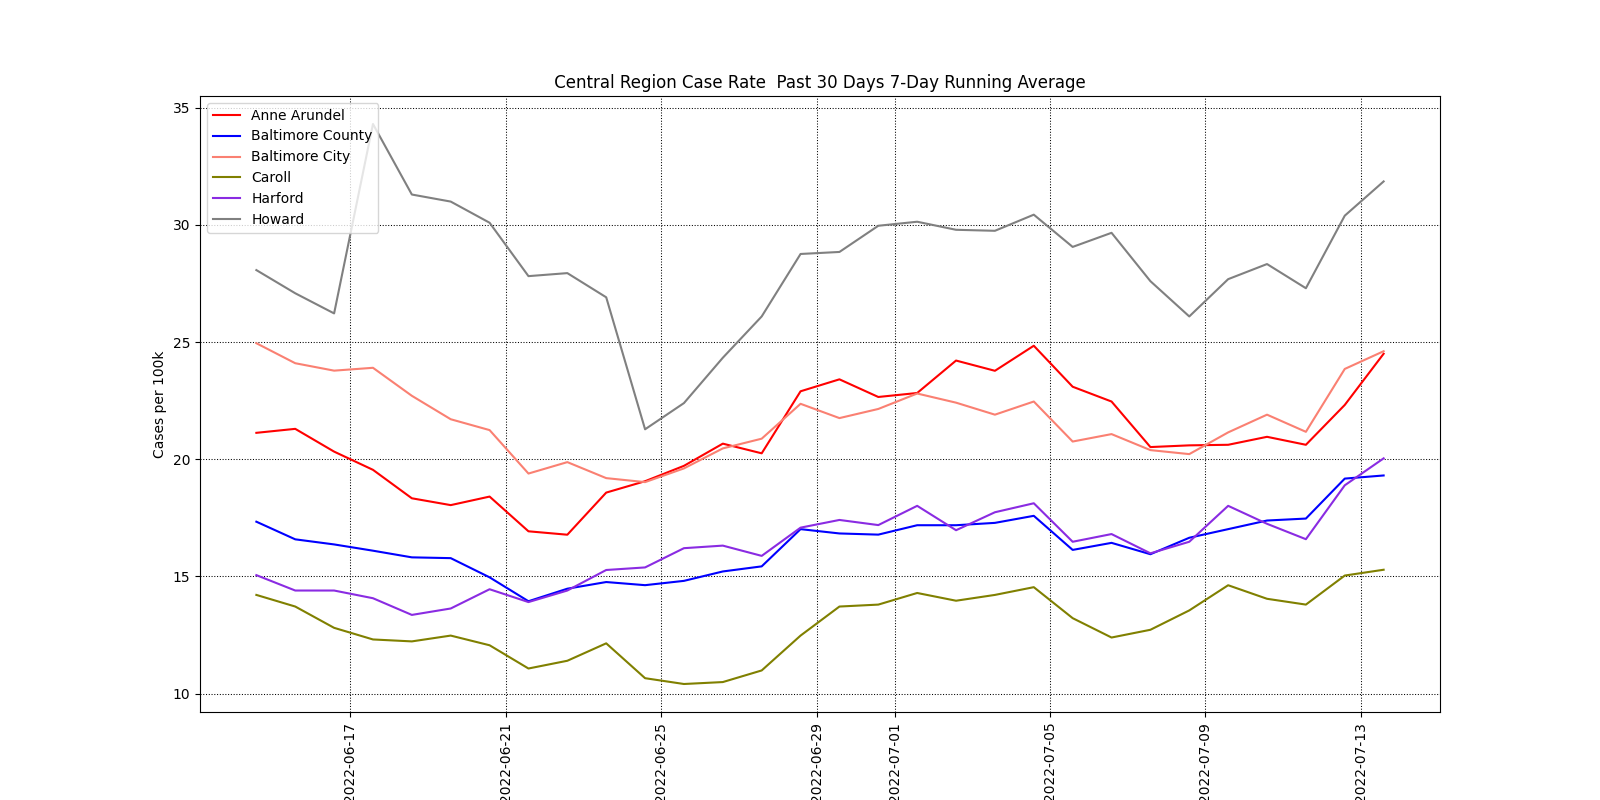 Central Region Case Rate  Past 30 Days 7-Day Running Average
Cases per 100k
35
30
25
20
15
10
Anne Arundel
Baltimore County
Baltimore City
Caroll
Harford
Howard
2022-06-17
2022-06-21
2022-06-25
2022-06-29
2022-07-01
2022-07-05
2022-07-09
2022-07-13